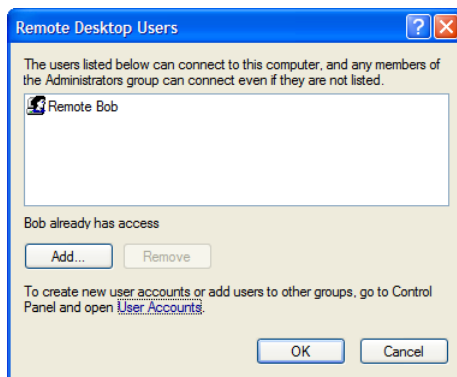 Remote Desktop Users
The users listed below can connect to this computer, and any members of
the Administrators group can connect even if they are not listed.
Remote Bob
Bob already has access
Add... Remove
To create new user accounts or add users to other groups, go to Control
Panel and open User Accounts.
OK Cancel